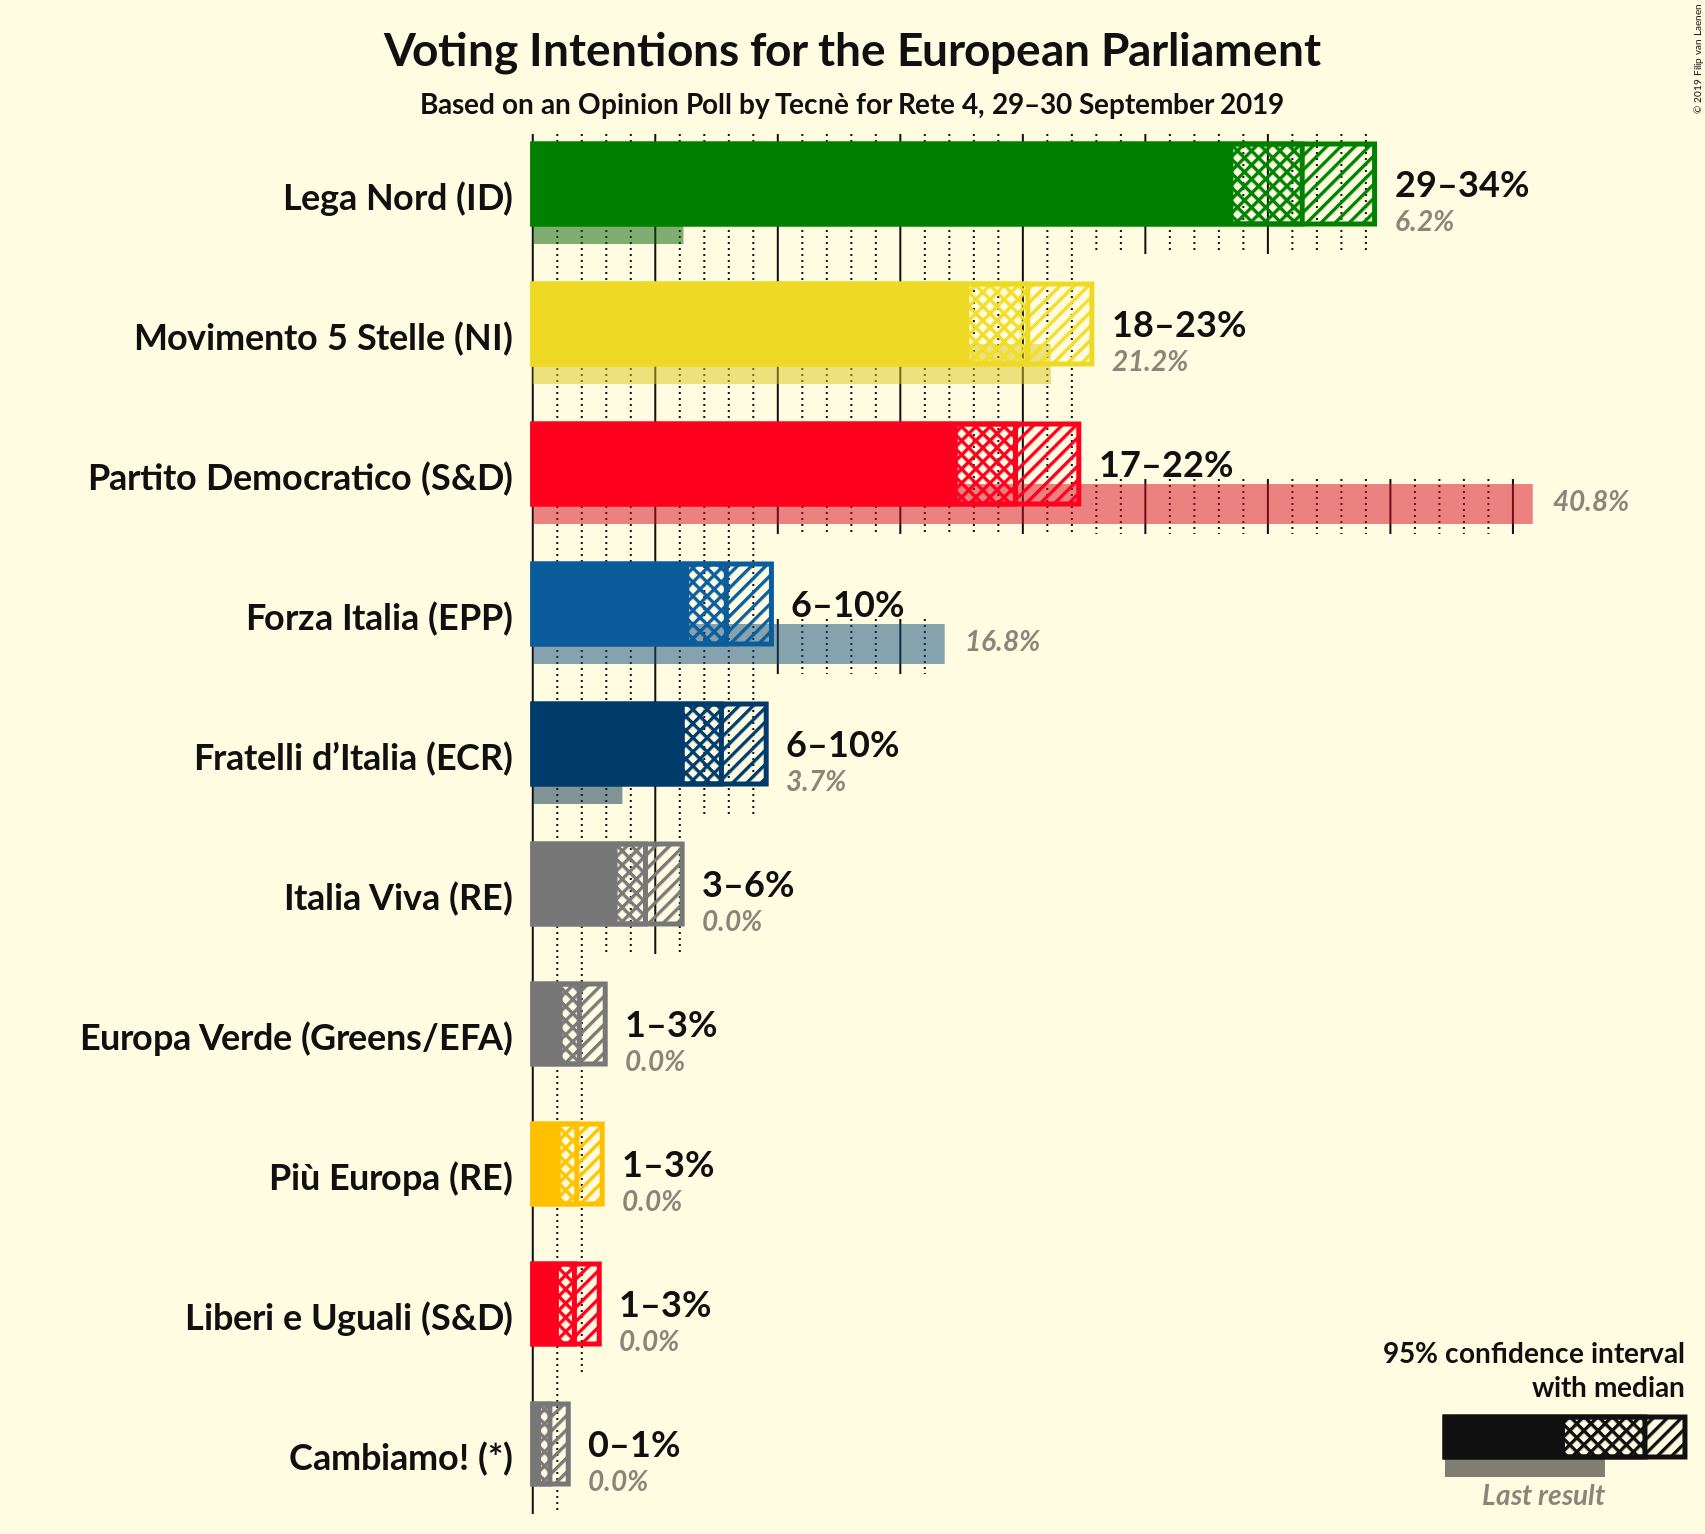 Voting Intentions for the European Parliament
Based on an Opinion Poll by Tecnè for Rete 4, 29–30 September 2019
© 2019 Filip van Laenen
Lega Nord (ID)
29–34%
6.2%
Movimento 5 Stelle (NI)
18–23%
21.2%
Partito Democratico (S&D)
17–22%
40.8%
Forza Italia (EPP)
6–10%
16.8%
Fratelli d’Italia (ECR)
6–10%
3.7%
Italia Viva (RE)
3–6%
0.0%
Europa Verde (Greens/EFA)
1–3%
0.0%
Più Europa (RE)
1–3%
0.0%
Liberi e Uguali (S&D)
1–3%
0.0%
Cambiamo! (*)
0–1%
0.0%
95% confidence interval
with median
Last result